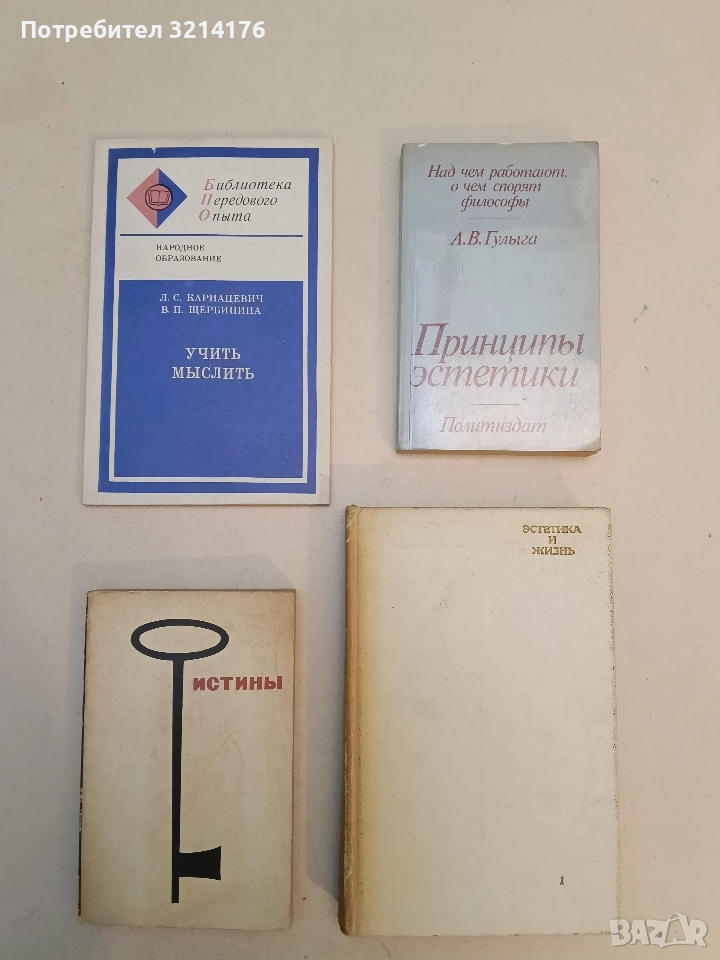 Потребител 3214176
Библиотека
Передового
Опыта
НАРОДНОЕ
ОБРАЗОВАНИЕ
Л. С. КАРНАЦЕВИЧ
В. П. ЩЕРБИНИНА
УЧИТЬ
МЫСЛИТЬ
Над чем работают,
о чем спорят
философы
А.В.Гулыга
Принципы
эстетики
Политиздат
ИСТИНЫ
ЭСТЕТИКА
И
ЖИЗНЬ
I
BAZAR